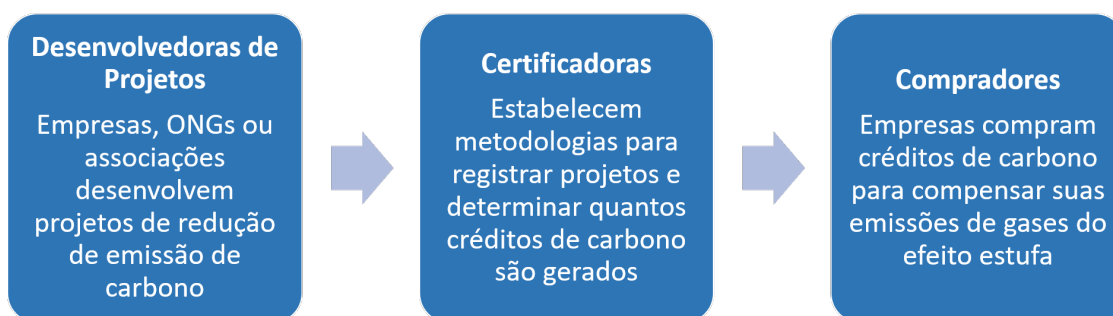 Desenvolvedoras de
Projetos
Empresas, ONGs ou
associações
desenvolvem
projetos de redução
de emissão de
carbono
Certificadoras
Estabelecem
metodologias para
registrar projetos e
determinar quantos
créditos de carbono
são gerados
Compradores
Empresas compram
créditos de carbono
para compensar suas
emissões de gases do
efeito estufa